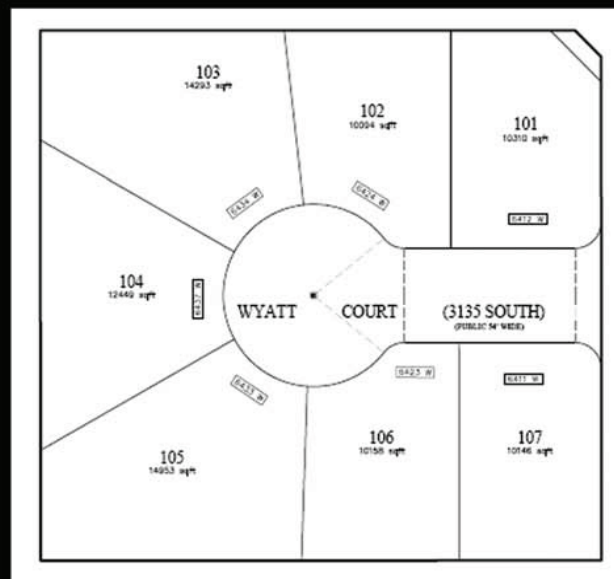 103
14293 sqft
102
10094 sqft
101
10310 sqft
6434 W
6424 W
6412 W
104
12449 sqft
6437 W
WYATT COURT (3135 SOUTH)
(PUBLIC 54' WIDE)
6433 W
6423 W
6411 W
105
14953 sqft
106
10158 sqft
107
10146 sqft